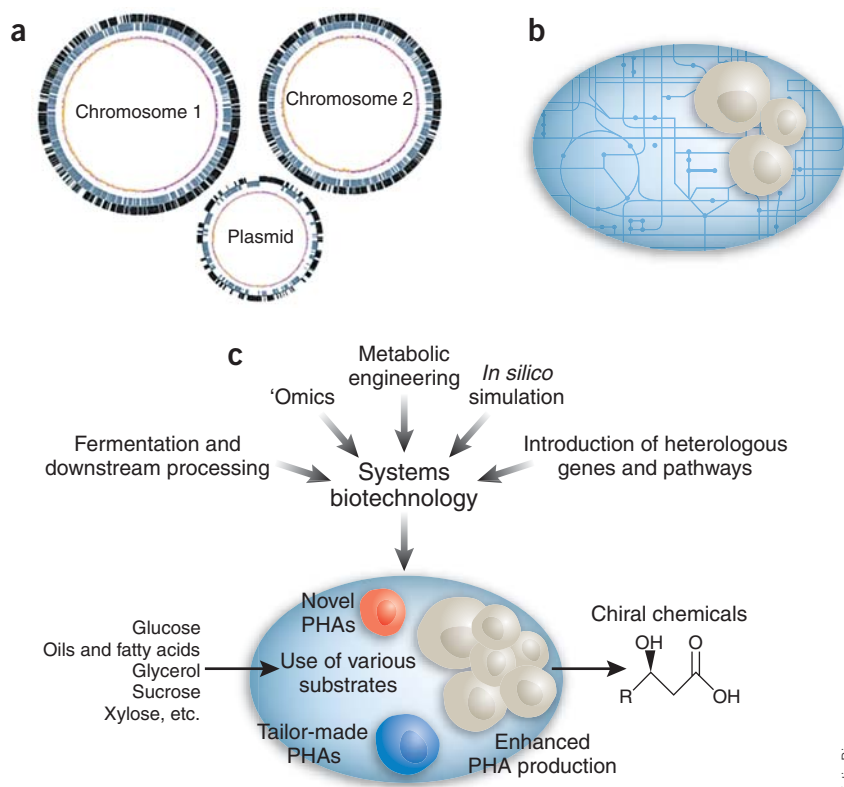 a
Chromosome 1
Chromosome 2
Plasmid
b
c
Metabolic
engineering
'Omics
In silico
simulation
Fermentation and
downstream processing
Introduction of heterologous
genes and pathways
Systems
biotechnology
Glucose
Oils and fatty acids
Glycerol
Sucrose
Xylose, etc.
Novel
PHAs
Use of various
substrates
Tailor-made
PHAs
Enhanced
PHA production
Chiral chemicals
OH
O
R
OH